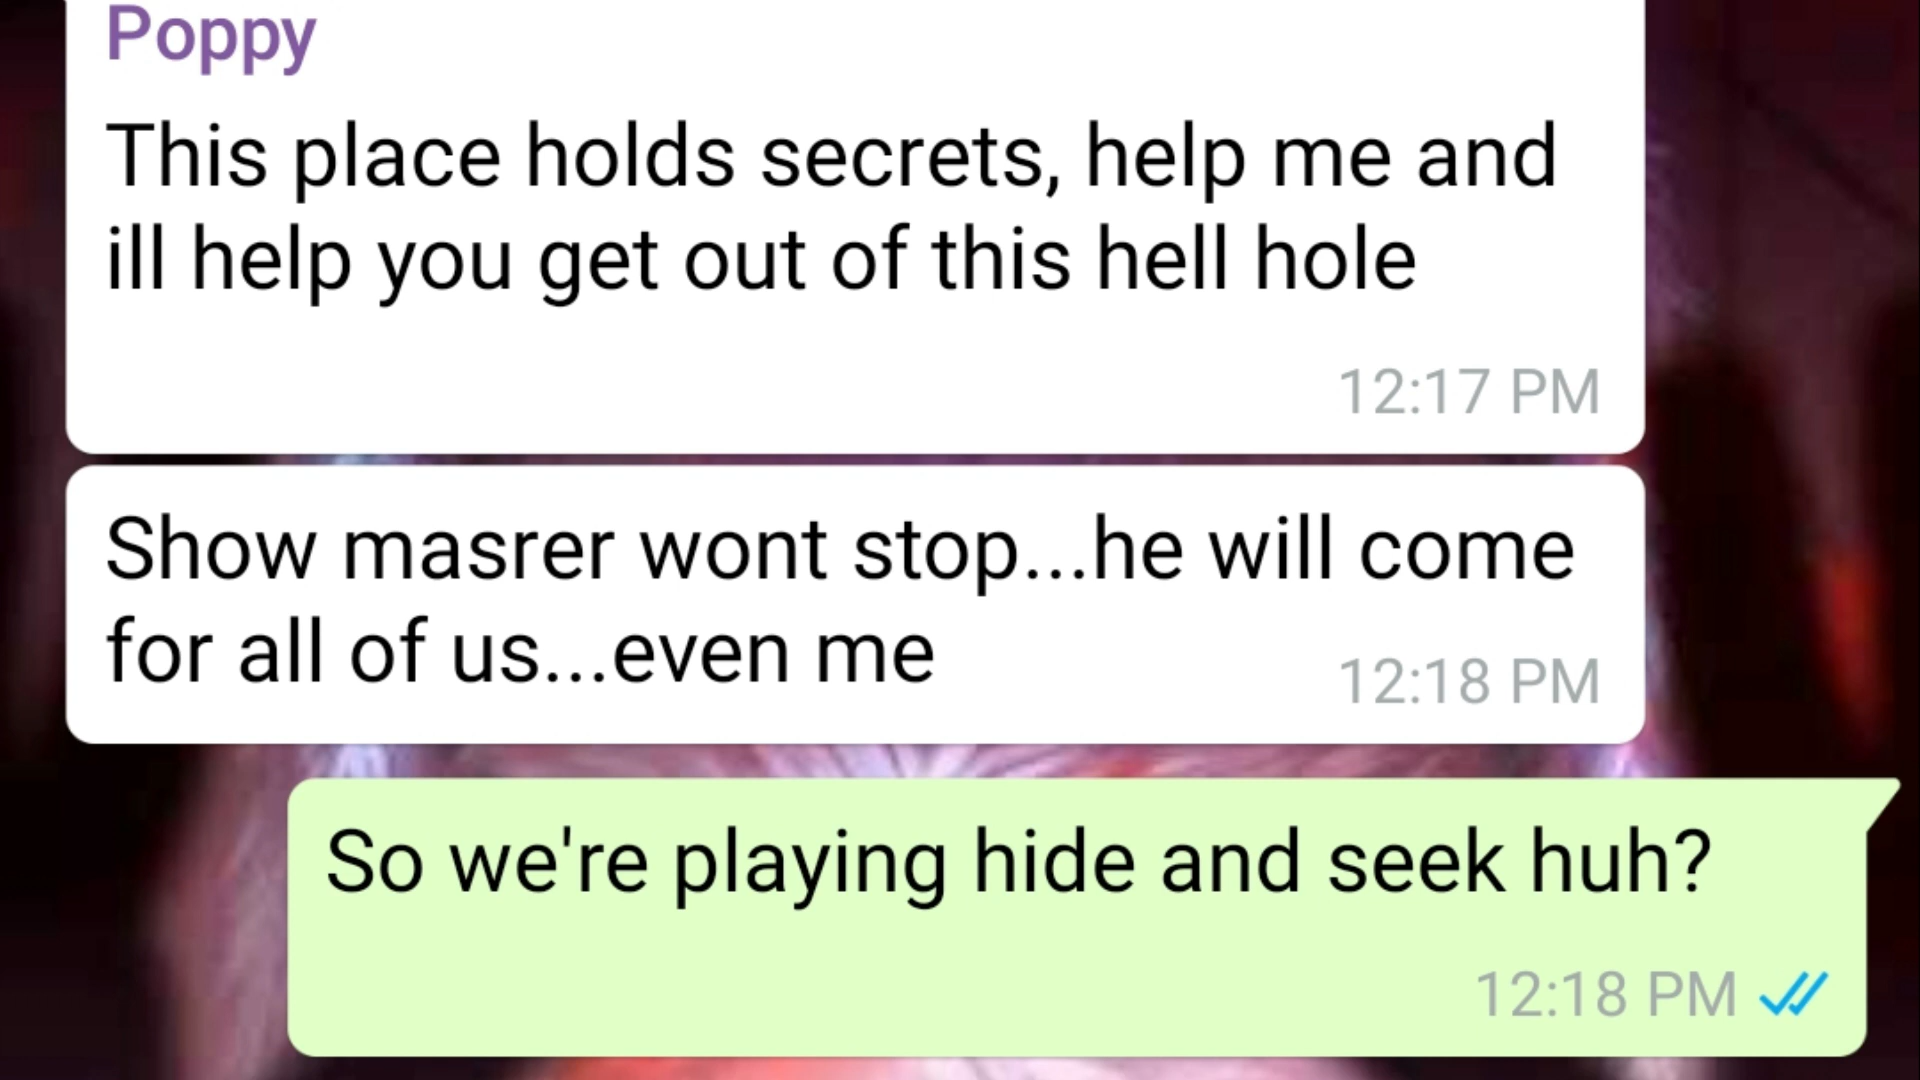 Poppy
This place holds secrets, help me and
ill help you get out of this hell hole
12:17 PM
Show masrer wont stop...he will come
for all of us...even me
12:18 PM
So we're playing hide and seek huh?
12:18 PM